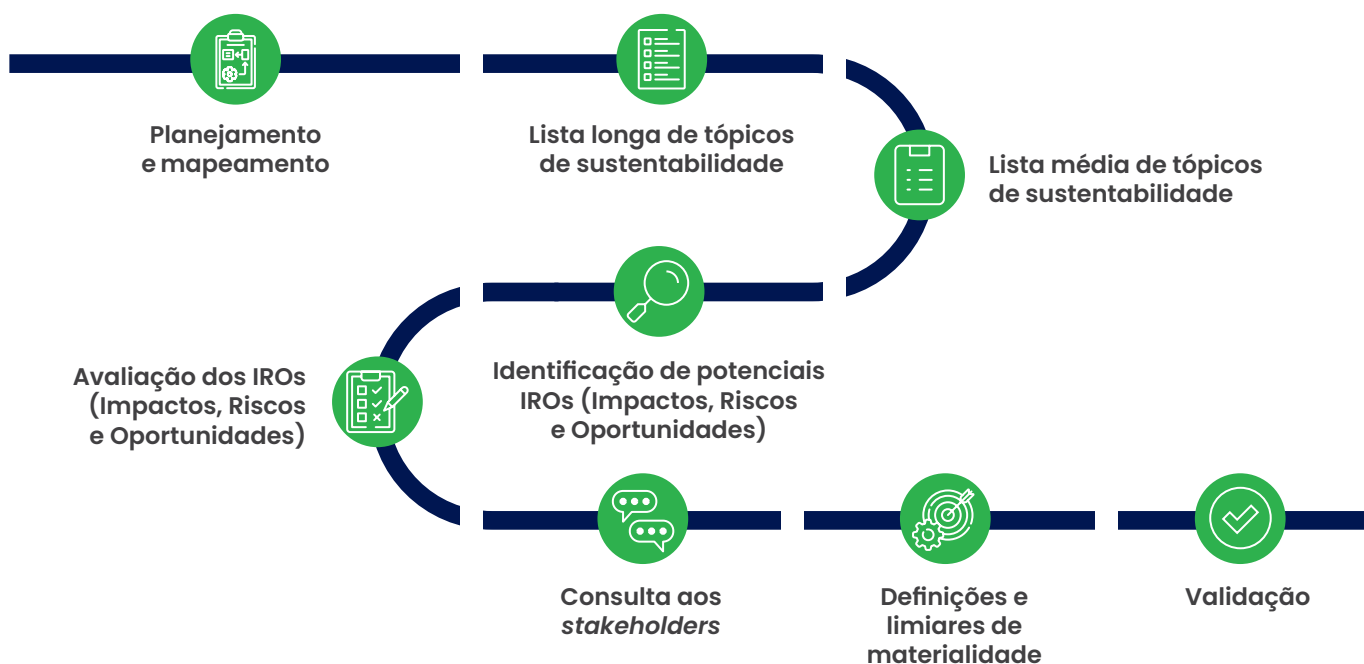 Planejamento
e mapeamento
Lista longa de tópicos
de sustentabilidade
Lista média de tópicos
de sustentabilidade
Identificação de potenciais
IROs (Impactos, Riscos
e Oportunidades)
Avaliação dos IROs
(Impactos, Riscos
e Oportunidades)
Consulta aos
stakeholders
Definições e
limiares de
materialidade
Validação